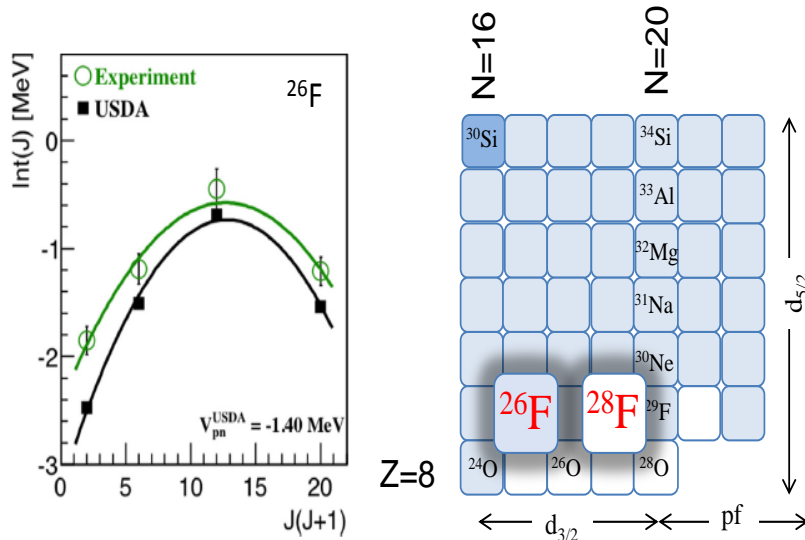 Int(J) [MeV]
Experiment
USDA
²⁶F
0
-1
-2
-3
V_pn^USDA = -1.40 MeV
0 5 10 15 20
J(J+1)
N=16
N=20
³⁰Si
³⁴Si
³³Al
³²Mg
³¹Na
³⁰Ne
²⁶F
²⁸F
²⁹F
Z=8
²⁴O
²⁶O
²⁸O
d_5/2
d_3/2
pf